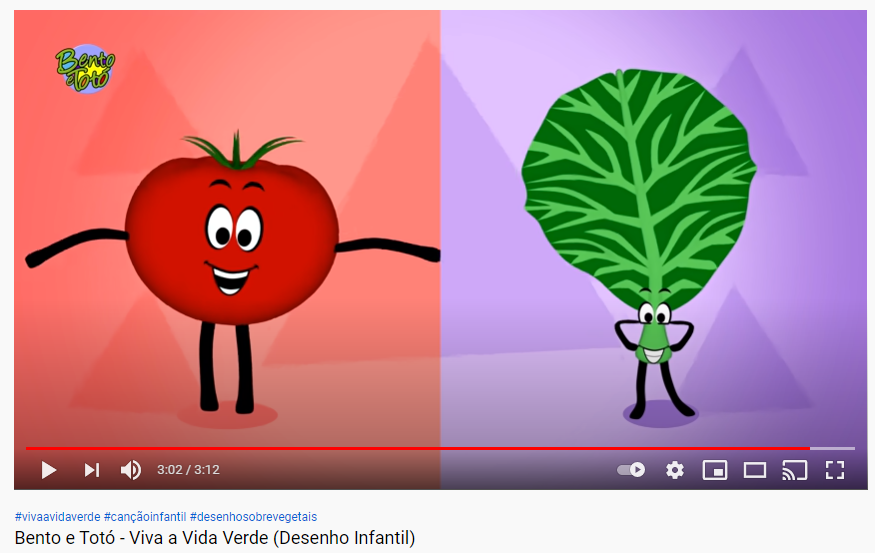 Bento
e Totó
3:02 / 3:12
#vivaavidaverde #cançãoinfantil #desenhosobrevegetais
Bento e Totó - Viva a Vida Verde (Desenho Infantil)